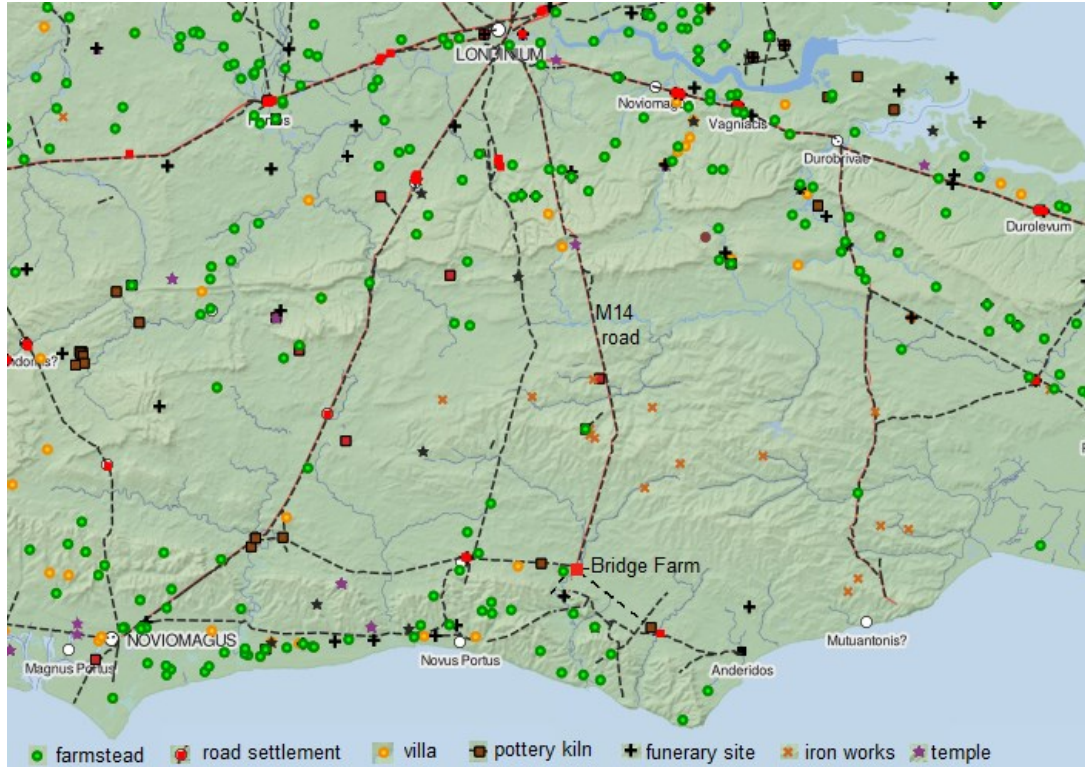 LONDINIUM
Noviomagus
Vagniacis
Durobrivae
Durolevum
M14
road
Bridge Farm
NOVIOMAGUS
Magnus Portus
Novus Portus
Anderidos
Mutuantonis?
farmstead
road settlement
villa
pottery kiln
funerary site
iron works
temple